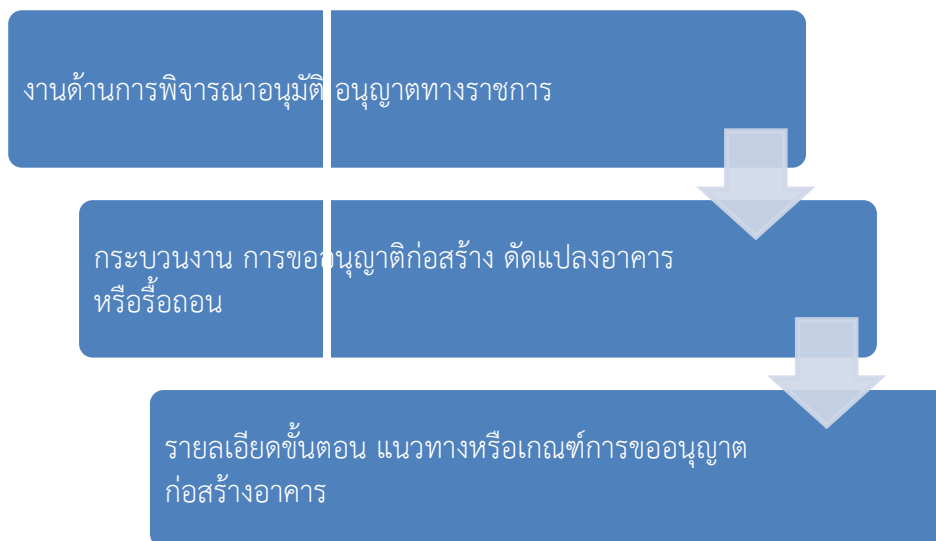 งานด้านการพิจารณาอนุมัติ อนุญาตทางราชการ
กระบวนงาน การขออนุญาติก่อสร้าง ดัดแปลงอาคาร
หรือรื้อถอน
รายลเอียดขั้นตอน แนวทางหรือเกณฑ์การขออนุญาต
ก่อสร้างอาคาร